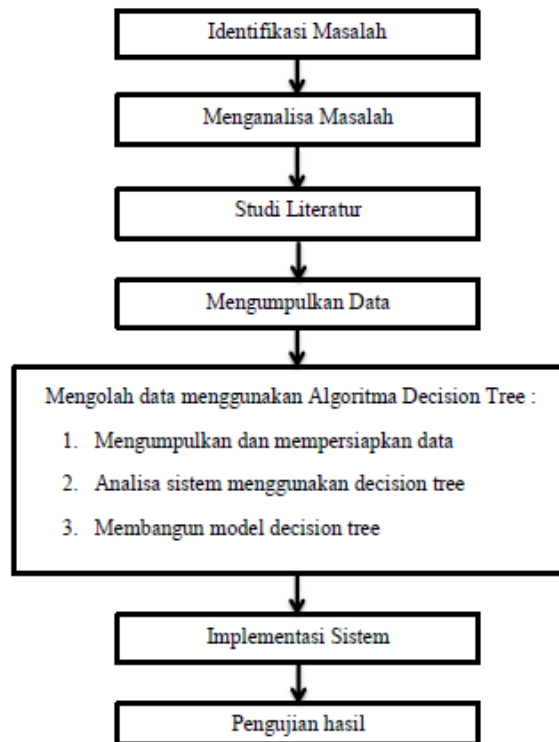 Identifikasi Masalah
Menganalisa Masalah
Studi Literatur
Mengumpulkan Data
Mengolah data menggunakan Algoritma Decision Tree :
1. Mengumpulkan dan mempersiapkan data
2. Analisa sistem menggunakan decision tree
3. Membangun model decision tree
Implementasi Sistem
Pengujian hasil